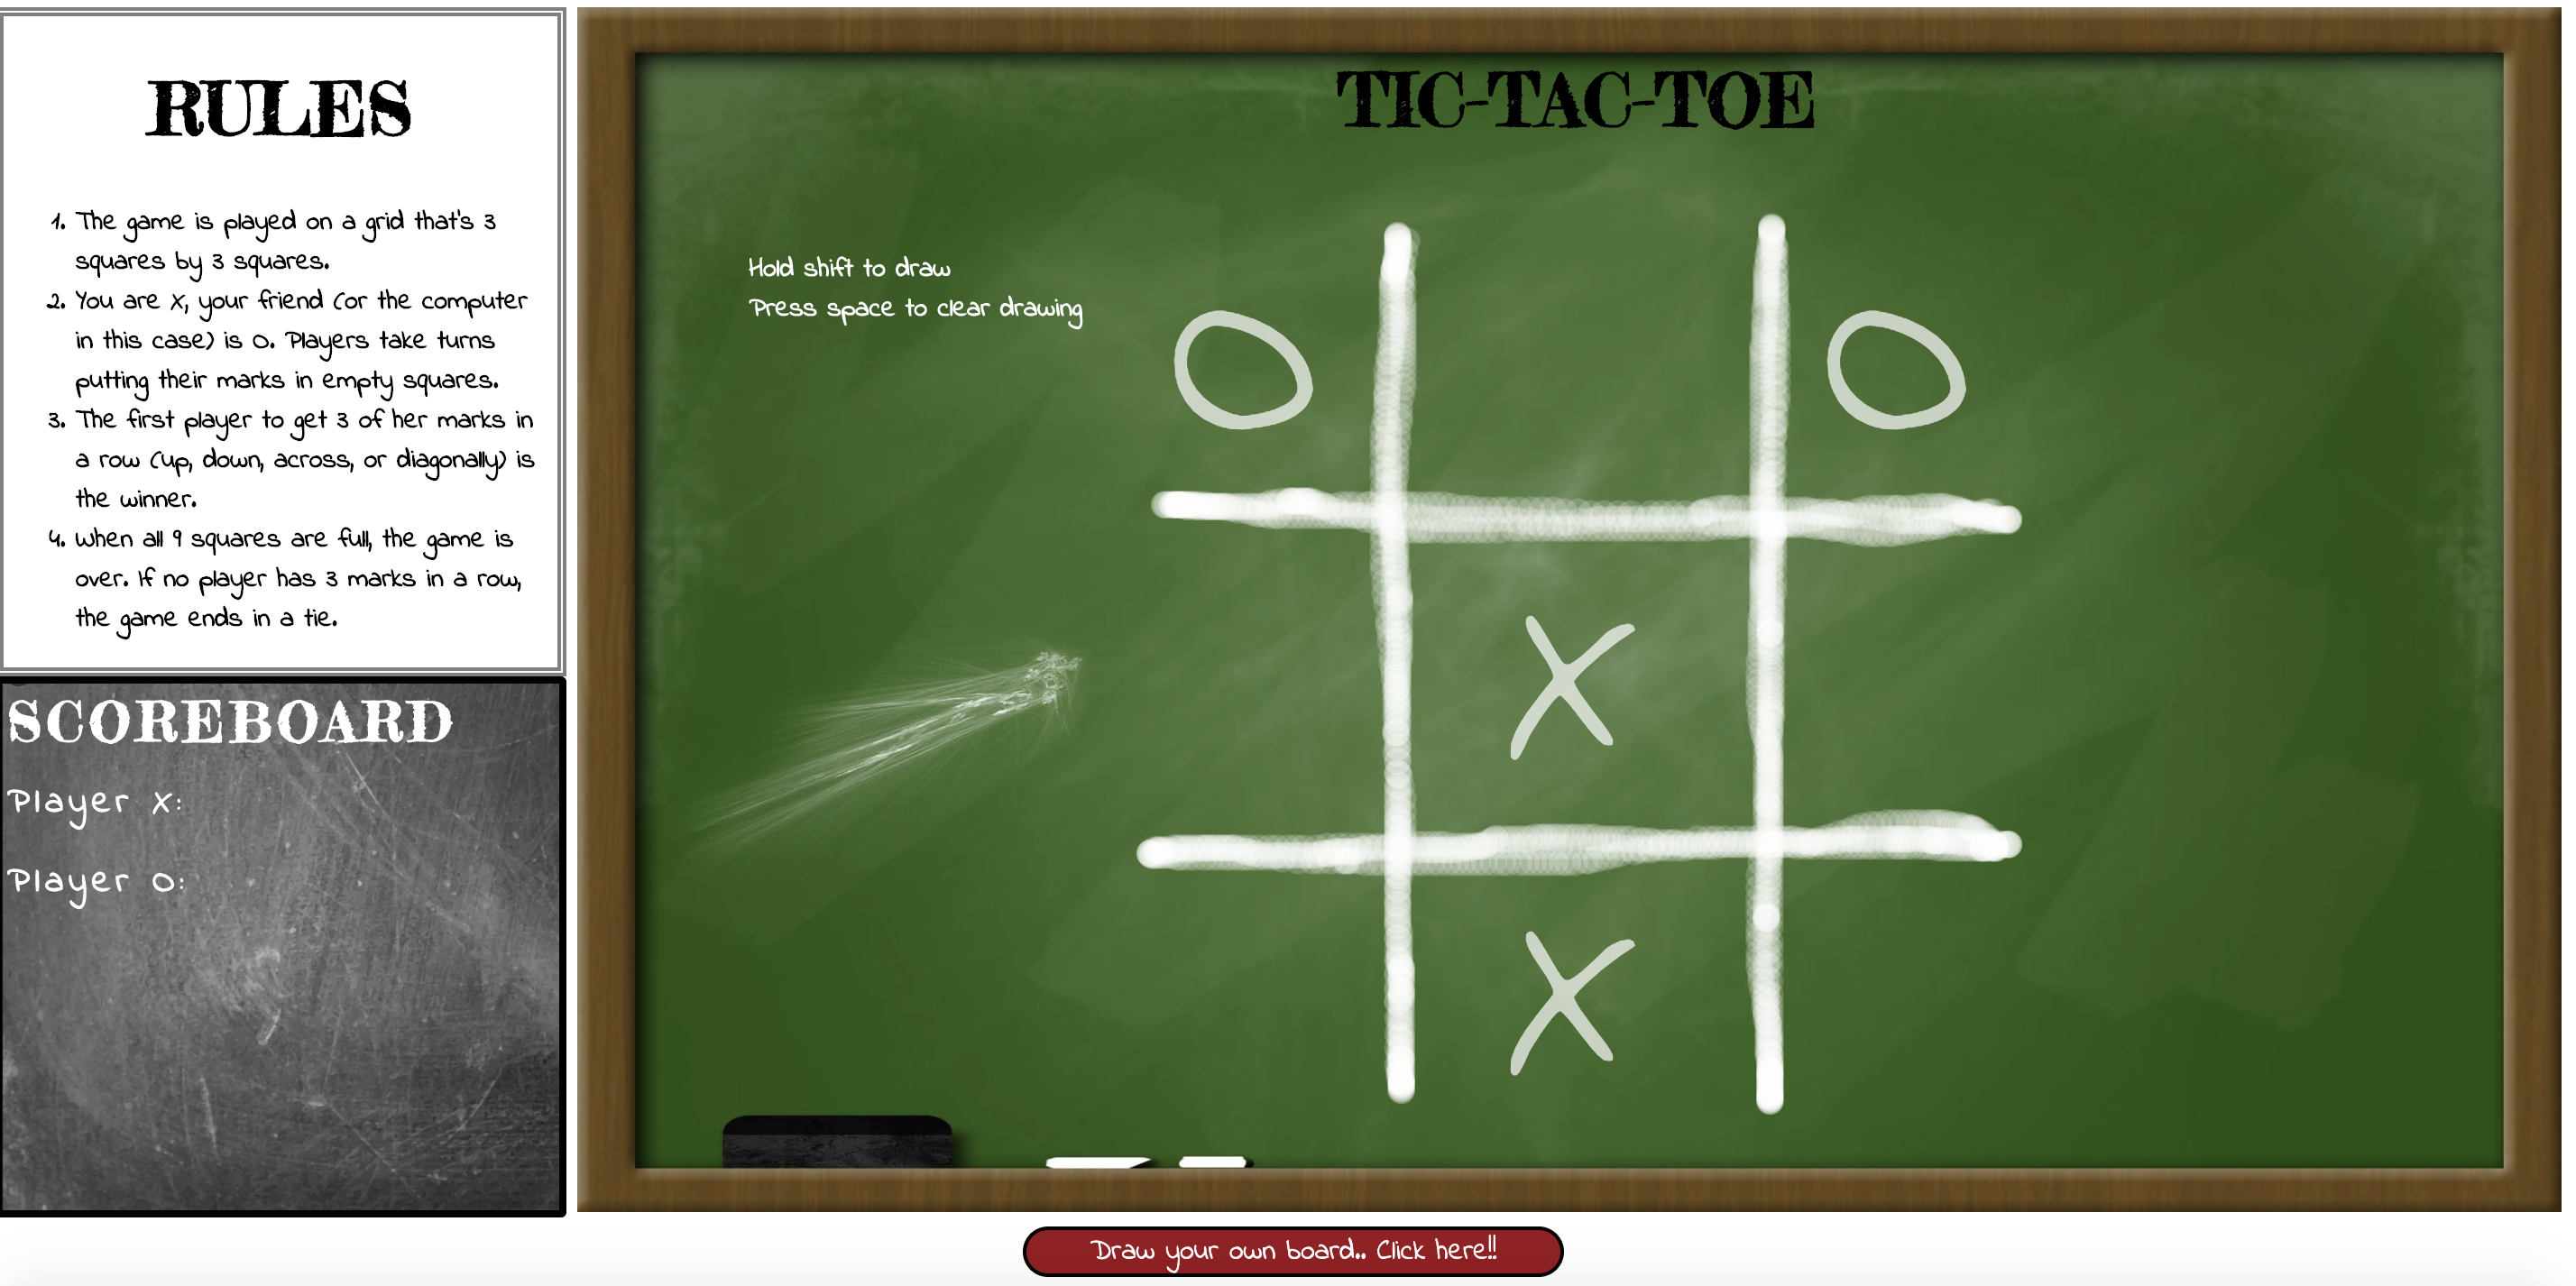 RULES
1. The game is played on a grid that's 3
squares by 3 squares.
2. You are X, your friend (or the computer
in this case) is O. Players take turns
putting their marks in empty squares.
3. The first player to get 3 of her marks in
a row (up, down, across, or diagonally) is
the winner.
4. When all 9 squares are full, the game is
over. If no player has 3 marks in a row,
the game ends in a tie.
SCOREBOARD
Player X:
Player O:
TIC-TAC-TOE
Hold shift to draw
Press space to clear drawing
O O
X
X
Draw your own board.. Click here!!